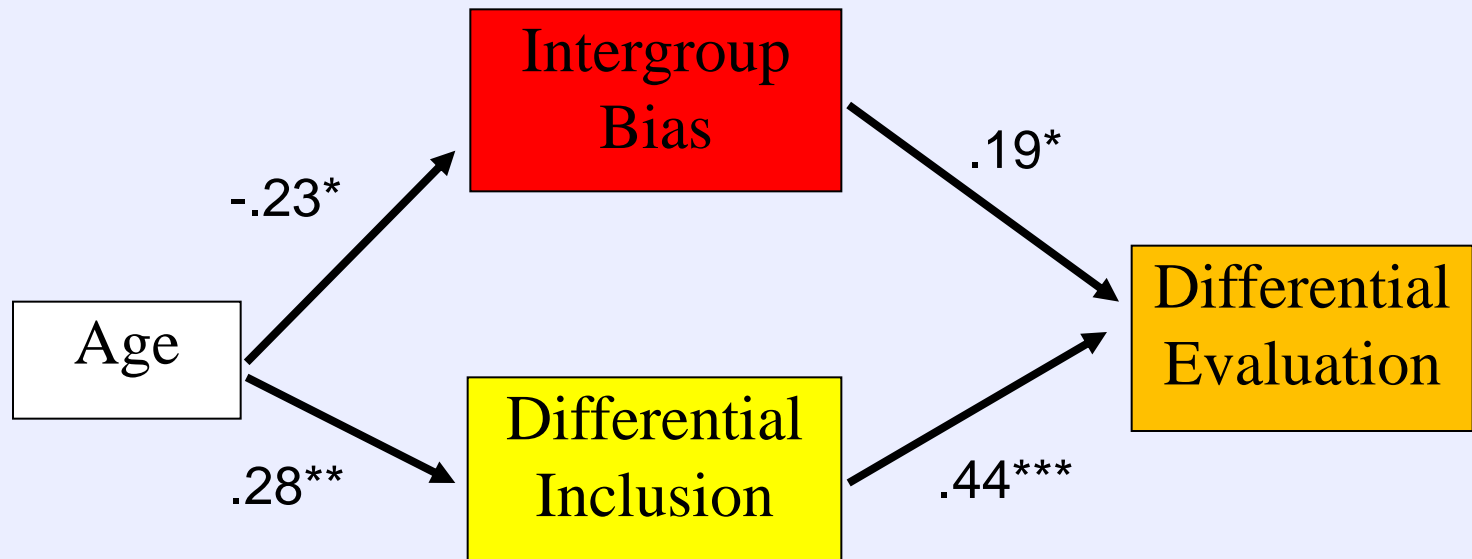 Intergroup
Bias
-.23*
.19*
Age
Differential
Evaluation
.28**
Differential
Inclusion
.44***